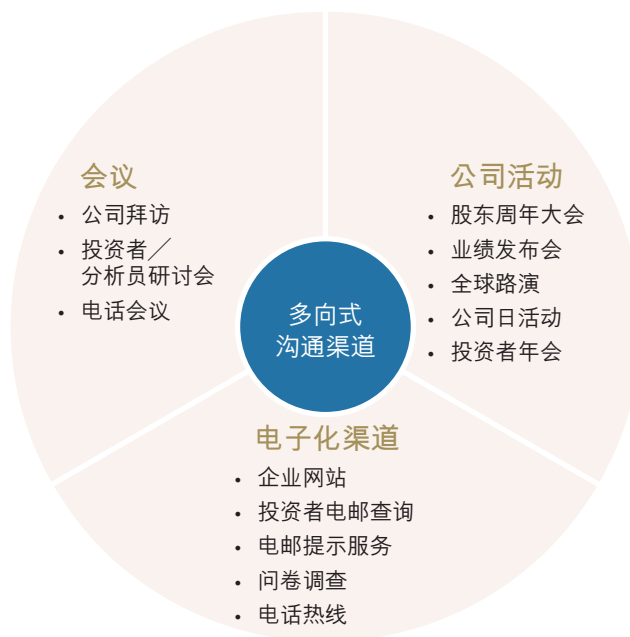 会议
• 公司拜访
• 投资者／
分析员研讨会
• 电话会议
公司活动
• 股东周年大会
• 业绩发布会
• 全球路演
• 公司日活动
• 投资者年会
多向式
沟通渠道
电子化渠道
• 企业网站
• 投资者电邮查询
• 电邮提示服务
• 问卷调查
• 电话热线